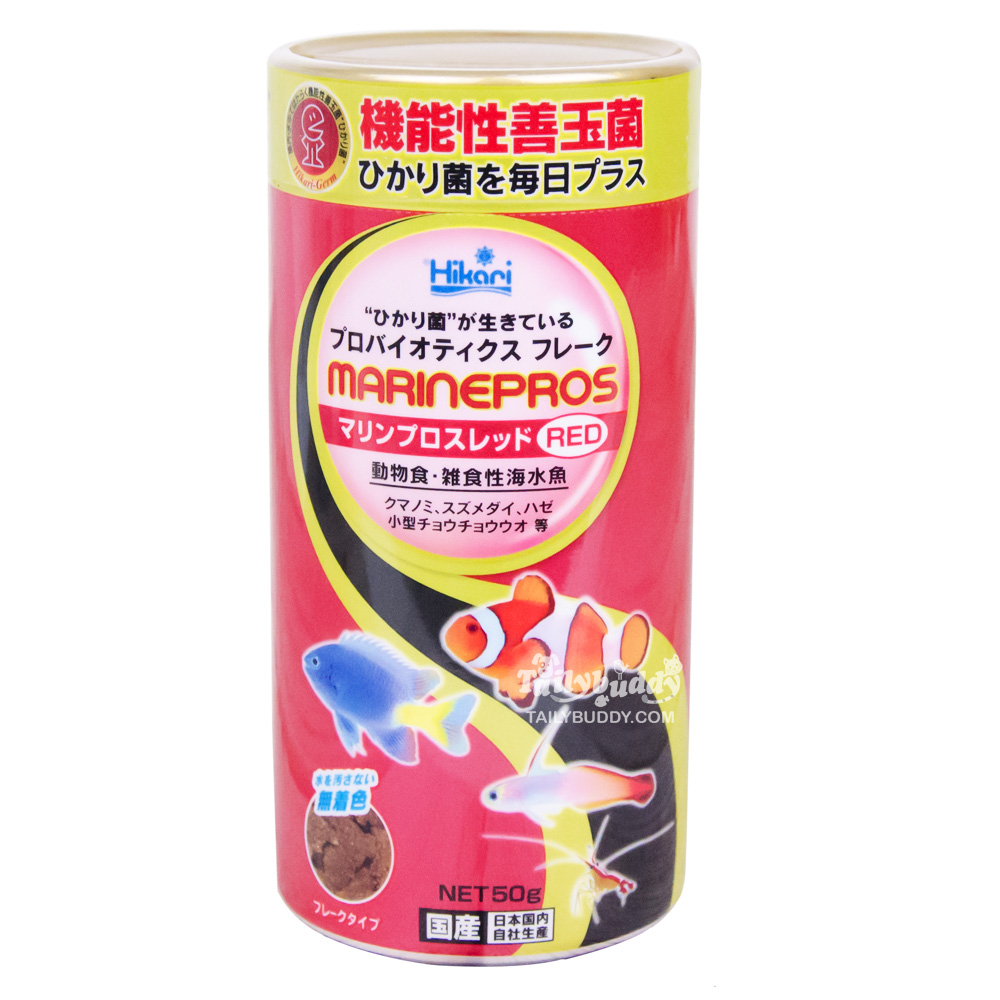 機能性善玉菌
ひかり菌を毎日プラス
Hikari-Germ
Hikari
“ひかり菌”が生きている
プロバイオティクス フレーク
MARINEPROS
マリンプロスレッド RED
動物食・雑食性海水魚
クマノミ、スズメダイ、ハゼ
小型チョウチョウウオ 等
Tailybuddy
TAILYBUDDY.COM
水を汚さない
無着色
フレークタイプ
NET50g
国産 日本国内
自社生産